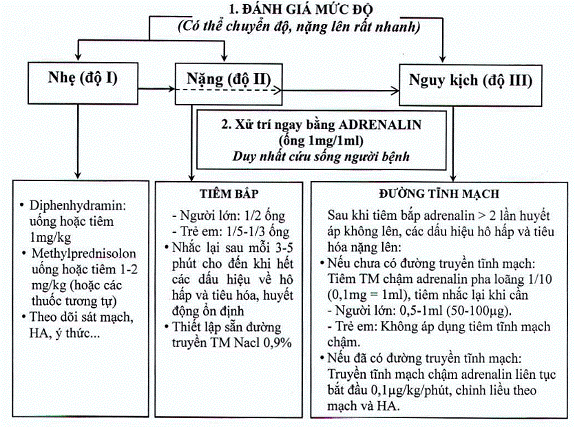 1. ĐÁNH GIÁ MỨC ĐỘ
(Có thể chuyển độ, nặng lên rất nhanh)
Nhẹ (độ I)
Nặng (độ II)
Nguy kịch (độ III)
2. Xử trí ngay bằng ADRENALIN
(ống 1mg/1ml)
Duy nhất cứu sống người bệnh
• Diphenhydramin:
uống hoặc tiêm
1mg/kg
• Methylprednisolon
uống hoặc tiêm 1-2
mg/kg (hoặc các
thuốc tương tự)
• Theo dõi sát mạch,
HA, ý thức...
TIÊM BẮP
- Người lớn: 1/2 ống
- Trẻ em: 1/5-1/3 ống
• Nhắc lại sau mỗi 3-5
phút cho đến khi hết
các dấu hiệu về hô
hấp và tiêu hóa, huyết
động ổn định
• Thiết lập sẵn đường
truyền TM Nacl 0,9%
ĐƯỜNG TĨNH MẠCH
Sau khi tiêm bắp adrenalin > 2 lần huyết
áp không lên, các dấu hiệu hô hấp và tiêu
hóa nặng lên:
• Nếu chưa có đường truyền tĩnh mạch:
Tiêm TM chậm adrenalin pha loãng 1/10
(0,1mg = 1ml), tiêm nhắc lại khi cần
- Người lớn: 0,5-1ml (50-100µg).
- Trẻ em: Không áp dụng tiêm tĩnh mạch
chậm.
• Nếu đã có đường truyền tĩnh mạch:
Truyền tĩnh mạch chậm adrenalin liên tục
bắt đầu 0,1µg/kg/phút, chỉnh liều theo
mạch và HA.